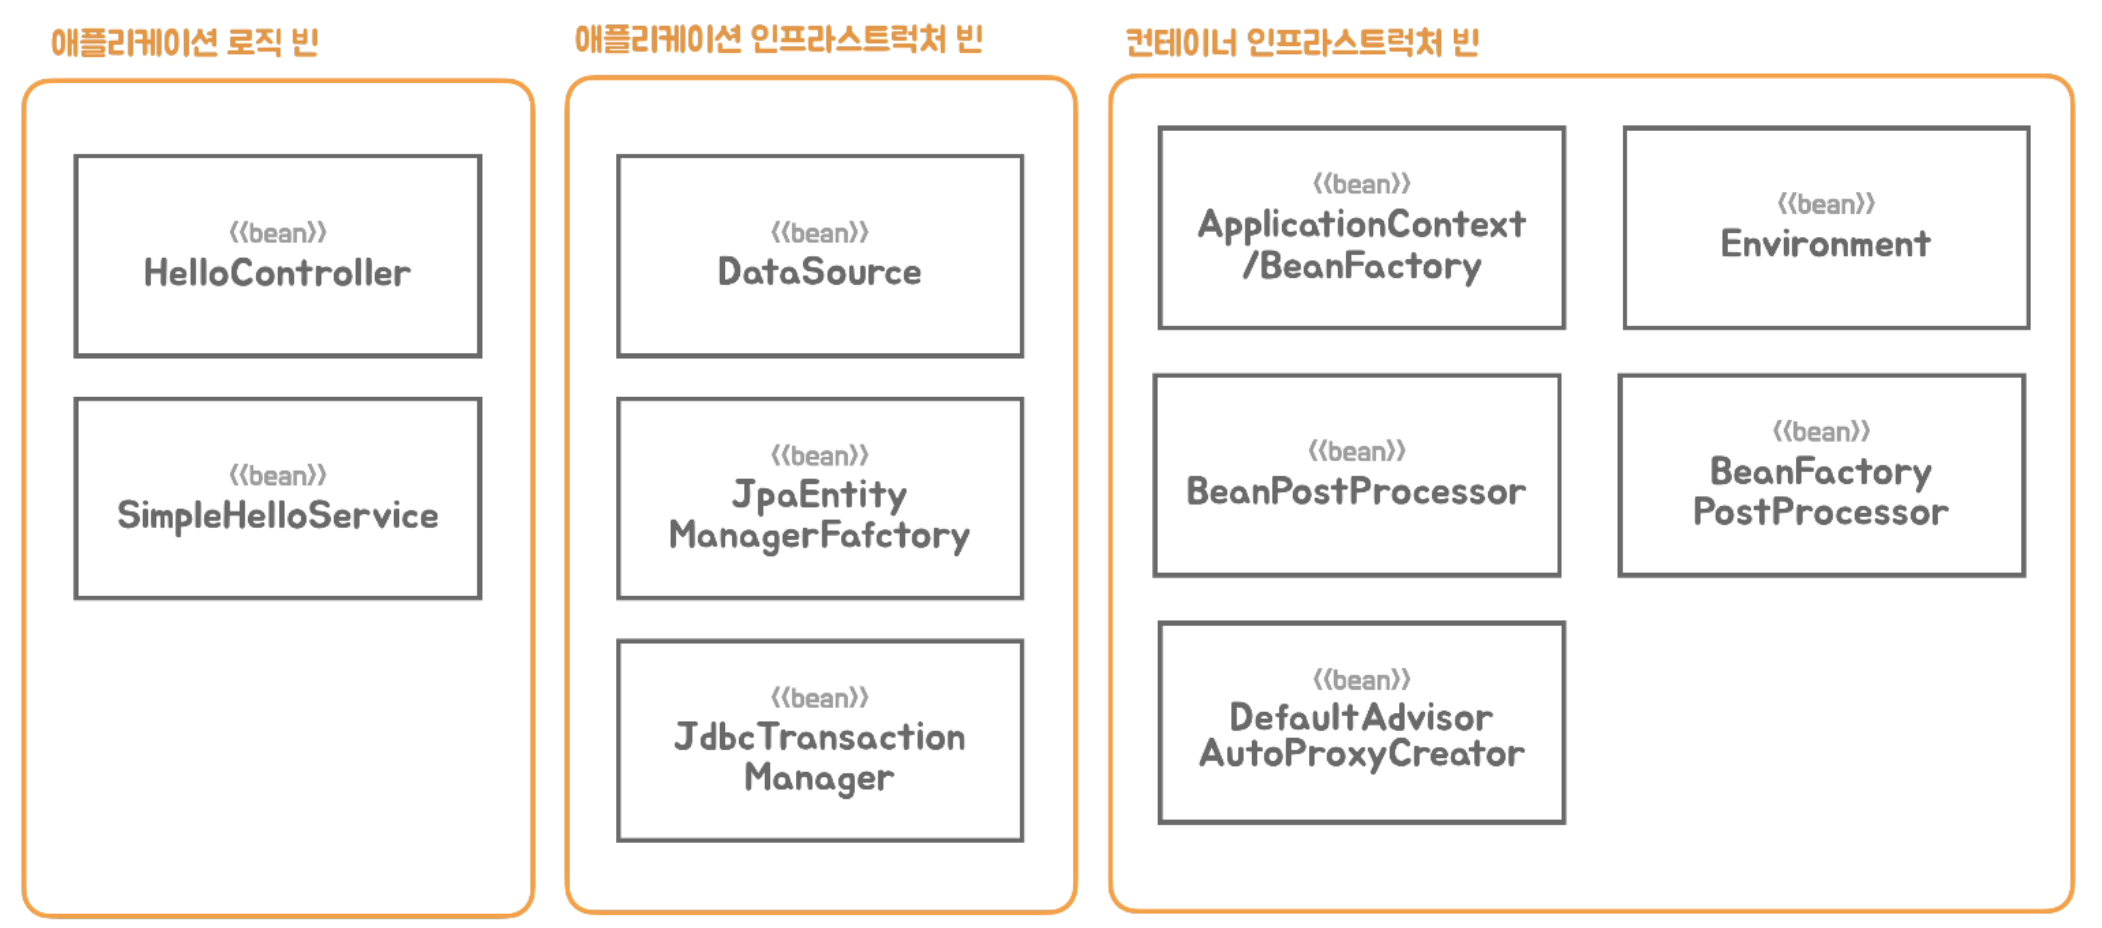 애플리케이션 로직 빈
⟨⟨bean⟩⟩
HelloController
⟨⟨bean⟩⟩
SimpleHelloService
애플리케이션 인프라스트럭처 빈
⟨⟨bean⟩⟩
DataSource
⟨⟨bean⟩⟩
JpaEntity
ManagerFafctory
⟨⟨bean⟩⟩
JdbcTransaction
Manager
컨테이너 인프라스트럭처 빈
⟨⟨bean⟩⟩
ApplicationContext
/BeanFactory
⟨⟨bean⟩⟩
Environment
⟨⟨bean⟩⟩
BeanPostProcessor
⟨⟨bean⟩⟩
BeanFactory
PostProcessor
⟨⟨bean⟩⟩
DefaultAdvisor
AutoProxyCreator